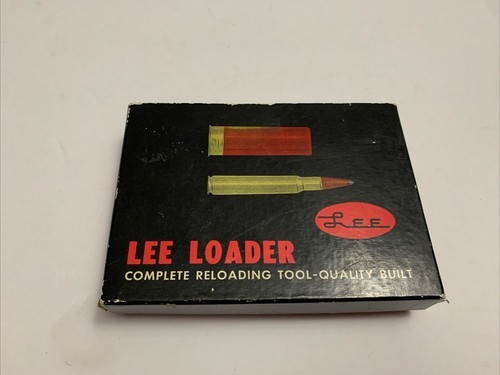 LEE
LEE LOADER
COMPLETE RELOADING TOOL-QUALITY BUILT